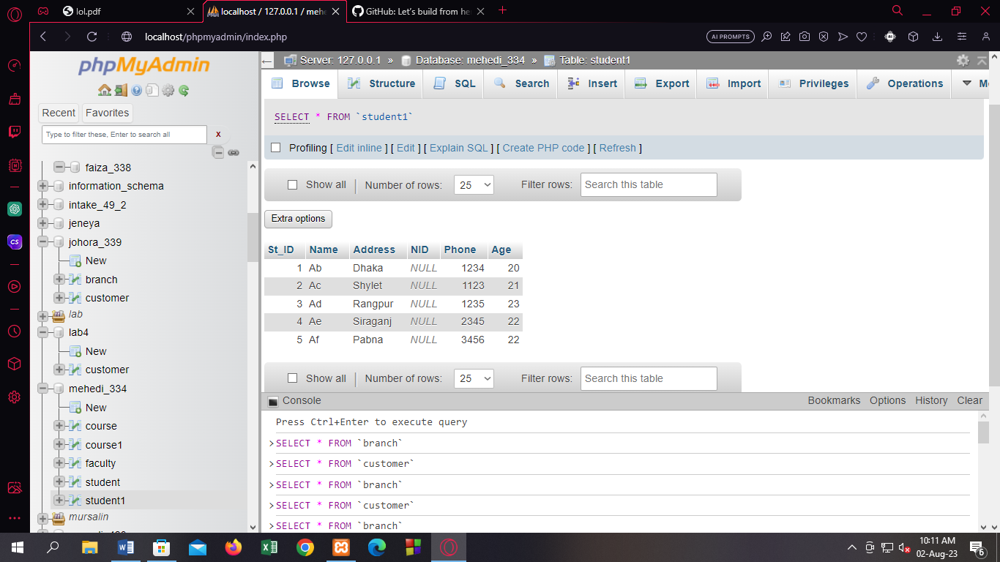 lol.pdf
localhost / 127.0.0.1 / mehe
GitHub: Let's build from he
localhost/phpmyadmin/index.php
AI PROMPTS
phpMyAdmin
Recent Favorites
Type to filter these, Enter to search all
x
faiza_338
information_schema
intake_49_2
jeneya
johora_339
New
branch
customer
lab
lab4
New
customer
mehedi_334
New
course
course1
faculty
student
student1
mursalin
Server: 127.0.0.1 » Database: mehedi_334 » Table: student1
Browse Structure SQL Search Insert Export Import Privileges Operations
SELECT * FROM `student1`
Profiling [ Edit inline ] [ Edit ] [ Explain SQL ] [ Create PHP code ] [ Refresh ]
Show all Number of rows: 25 Filter rows: Search this table
Extra options
St_ID Name Address NID Phone Age
1 Ab Dhaka NULL 1234 20
2 Ac Shylet NULL 1123 21
3 Ad Rangpur NULL 1235 23
4 Ae Siraganj NULL 2345 22
5 Af Pabna NULL 3456 22
Show all Number of rows: 25 Filter rows: Search this table
Console Bookmarks Options History Clear
Press Ctrl+Enter to execute query
>SELECT * FROM `branch`
>SELECT * FROM `customer`
>SELECT * FROM `branch`
>SELECT * FROM `customer`
>SELECT * FROM `branch`
10:11 AM
02-Aug-23
6